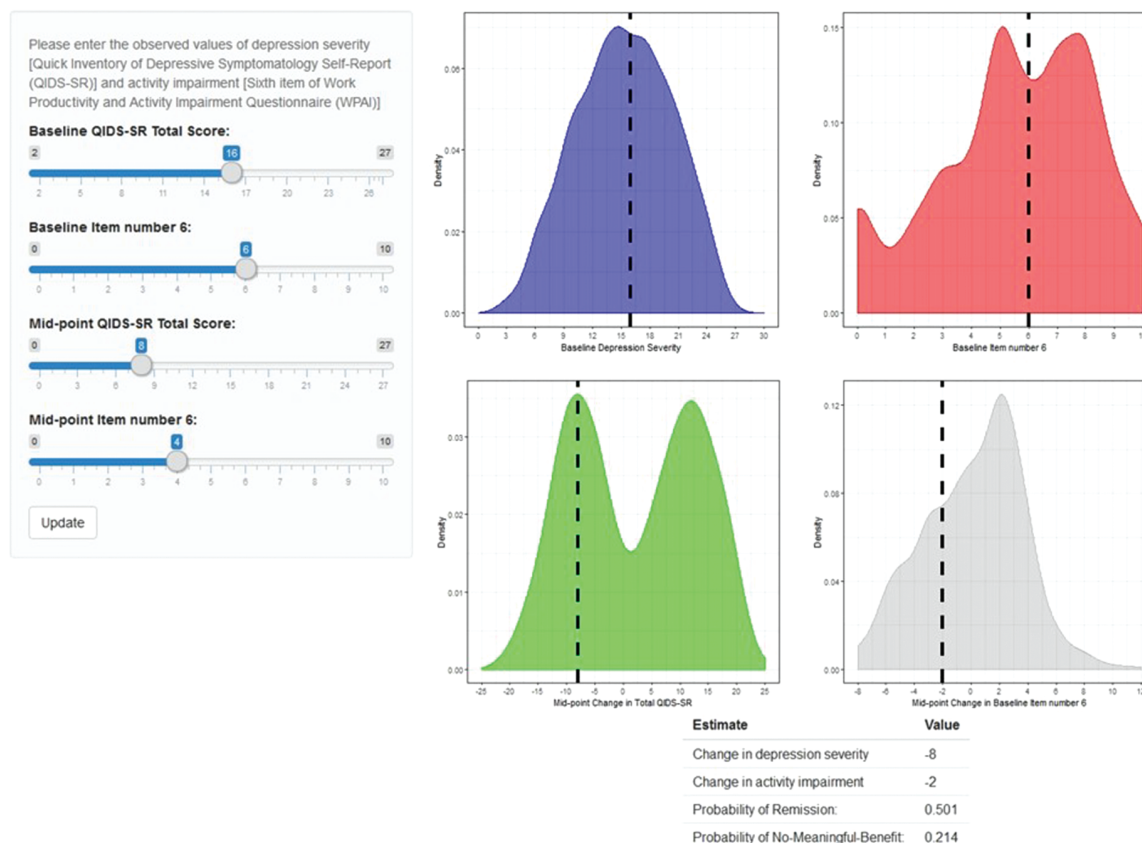 Please enter the observed values of depression severity
[Quick Inventory of Depressive Symptomatology Self-Report
(QIDS-SR)] and activity impairment [Sixth item of Work
Productivity and Activity Impairment Questionnaire (WPAI)]
Baseline QIDS-SR Total Score:
2 16 27
2 5 8 11 14 17 20 23 26
Baseline Item number 6:
0 6 10
0 1 2 3 4 5 6 7 8 9 10
Mid-point QIDS-SR Total Score:
0 8 27
0 3 6 9 12 15 18 21 24 27
Mid-point Item number 6:
0 4 10
0 1 2 3 4 5 6 7 8 9 10
Update
Density
0.06
0.04
0.02
0.00
0 3 6 9 12 15 18 21 24 27 30
Baseline Depression Severity
Density
0.15
0.10
0.05
0.00
0 1 2 3 4 5 6 7 8 9 10
Baseline Item number 6
Density
0.03
0.02
0.01
0.00
-25 -20 -15 -10 -5 0 5 10 15 20 25
Mid-point Change in Total QIDS-SR
Density
0.12
0.08
0.04
0.00
-8 -6 -4 -2 0 2 4 6 8 10 12
Mid-point Change in Baseline Item number 6
Estimate Value
Change in depression severity -8
Change in activity impairment -2
Probability of Remission: 0.501
Probability of No-Meaningful-Benefit: 0.214